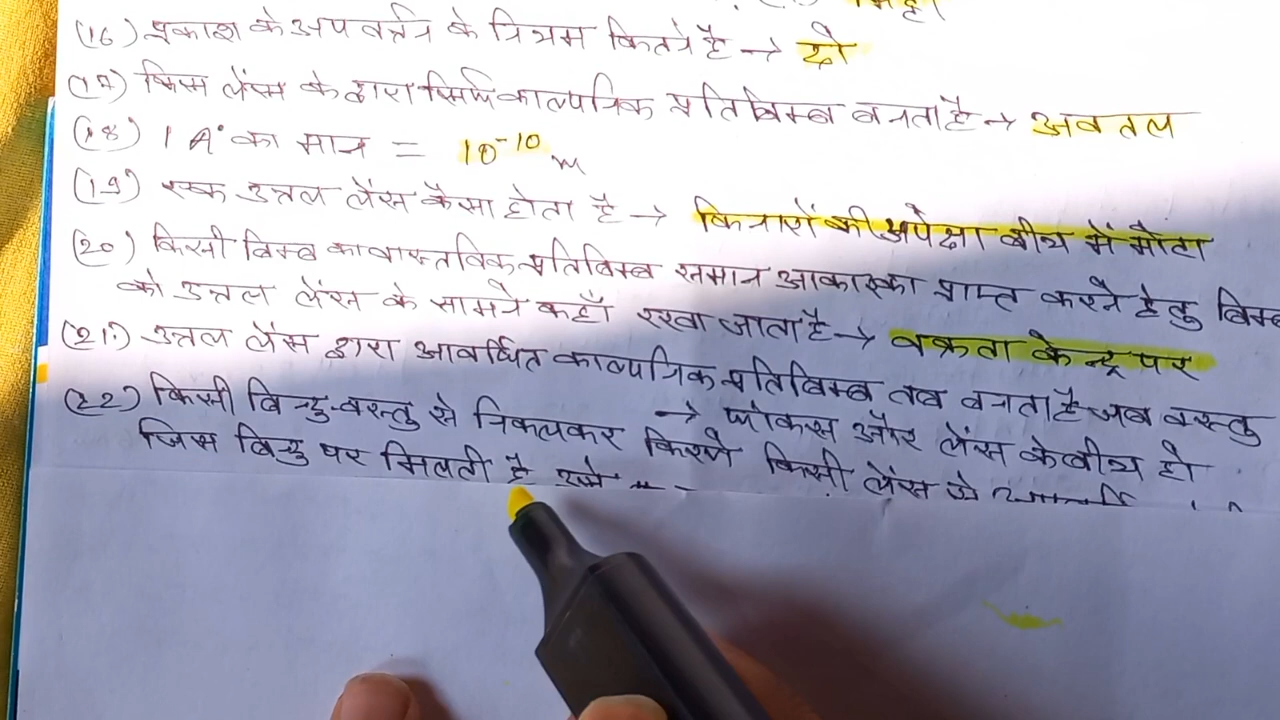 (16) प्रकाश के अपवर्त्तन के नियम कितने है → दो
(17) किस लेंस के द्वारा सिर्फ काल्पनिक प्रतिबिम्ब बनता है → अवतल
(18) 1 A° का मान = 10⁻¹⁰ m
(19) एक उत्तल लेंस कैसा होता है → किनारों की अपेक्षा बीच में मोटा
(20) किसी बिम्ब का वास्तविक प्रतिबिम्ब समान आकार का प्राप्त करने हेतु बिम्ब
को उत्तल लेंस के सामने कहाँ रखा जाता है → वक्रता केन्द्र पर
(21.) उत्तल लेंस द्वारा आवर्धित काल्पनिक प्रतिबिम्ब तब बनता है जब वस्तु
→ फोकस और लेंस के बीच हो
(22) किसी बिन्दु-वस्तु से निकलकर किरणें किसी लेंस से
जिस बिन्दु पर मिलती है उसे